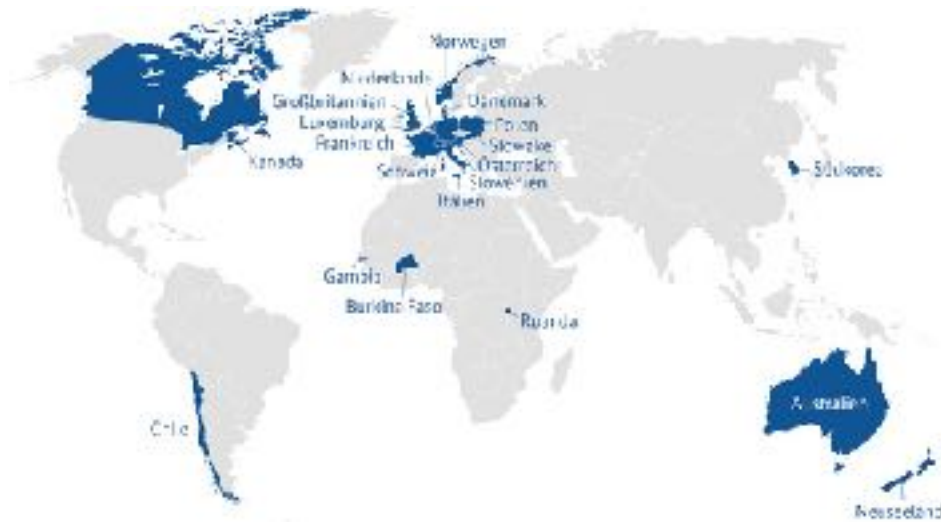 Norwegen
Niederlande
Großbritannien
Dänemark
Luxemburg
Polen
Frankreich
Slowakei
Kanada
Schweiz
Österreich
Südkorea
Slowenien
Italien
Gambia
Burkina Faso
Ruanda
Australien
Chile
Neuseeland